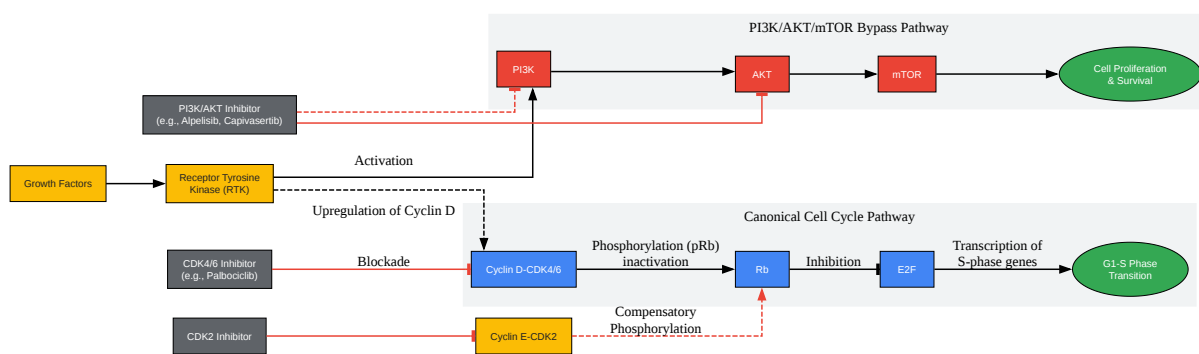 PI3K/AKT/mTOR Bypass Pathway
PI3K
AKT
mTOR
Cell Proliferation
& Survival
PI3K/AKT Inhibitor
(e.g., Alpelisib, Capivasertib)
Activation
Growth Factors
Receptor Tyrosine
Kinase (RTK)
Upregulation of Cyclin D
Canonical Cell Cycle Pathway
CDK4/6 Inhibitor
(e.g., Palbociclib)
Blockade
Cyclin D-CDK4/6
Phosphorylation (pRb)
inactivation
Rb
Inhibition
E2F
Transcription of
S-phase genes
G1-S Phase
Transition
Compensatory
Phosphorylation
CDK2 Inhibitor
Cyclin E-CDK2